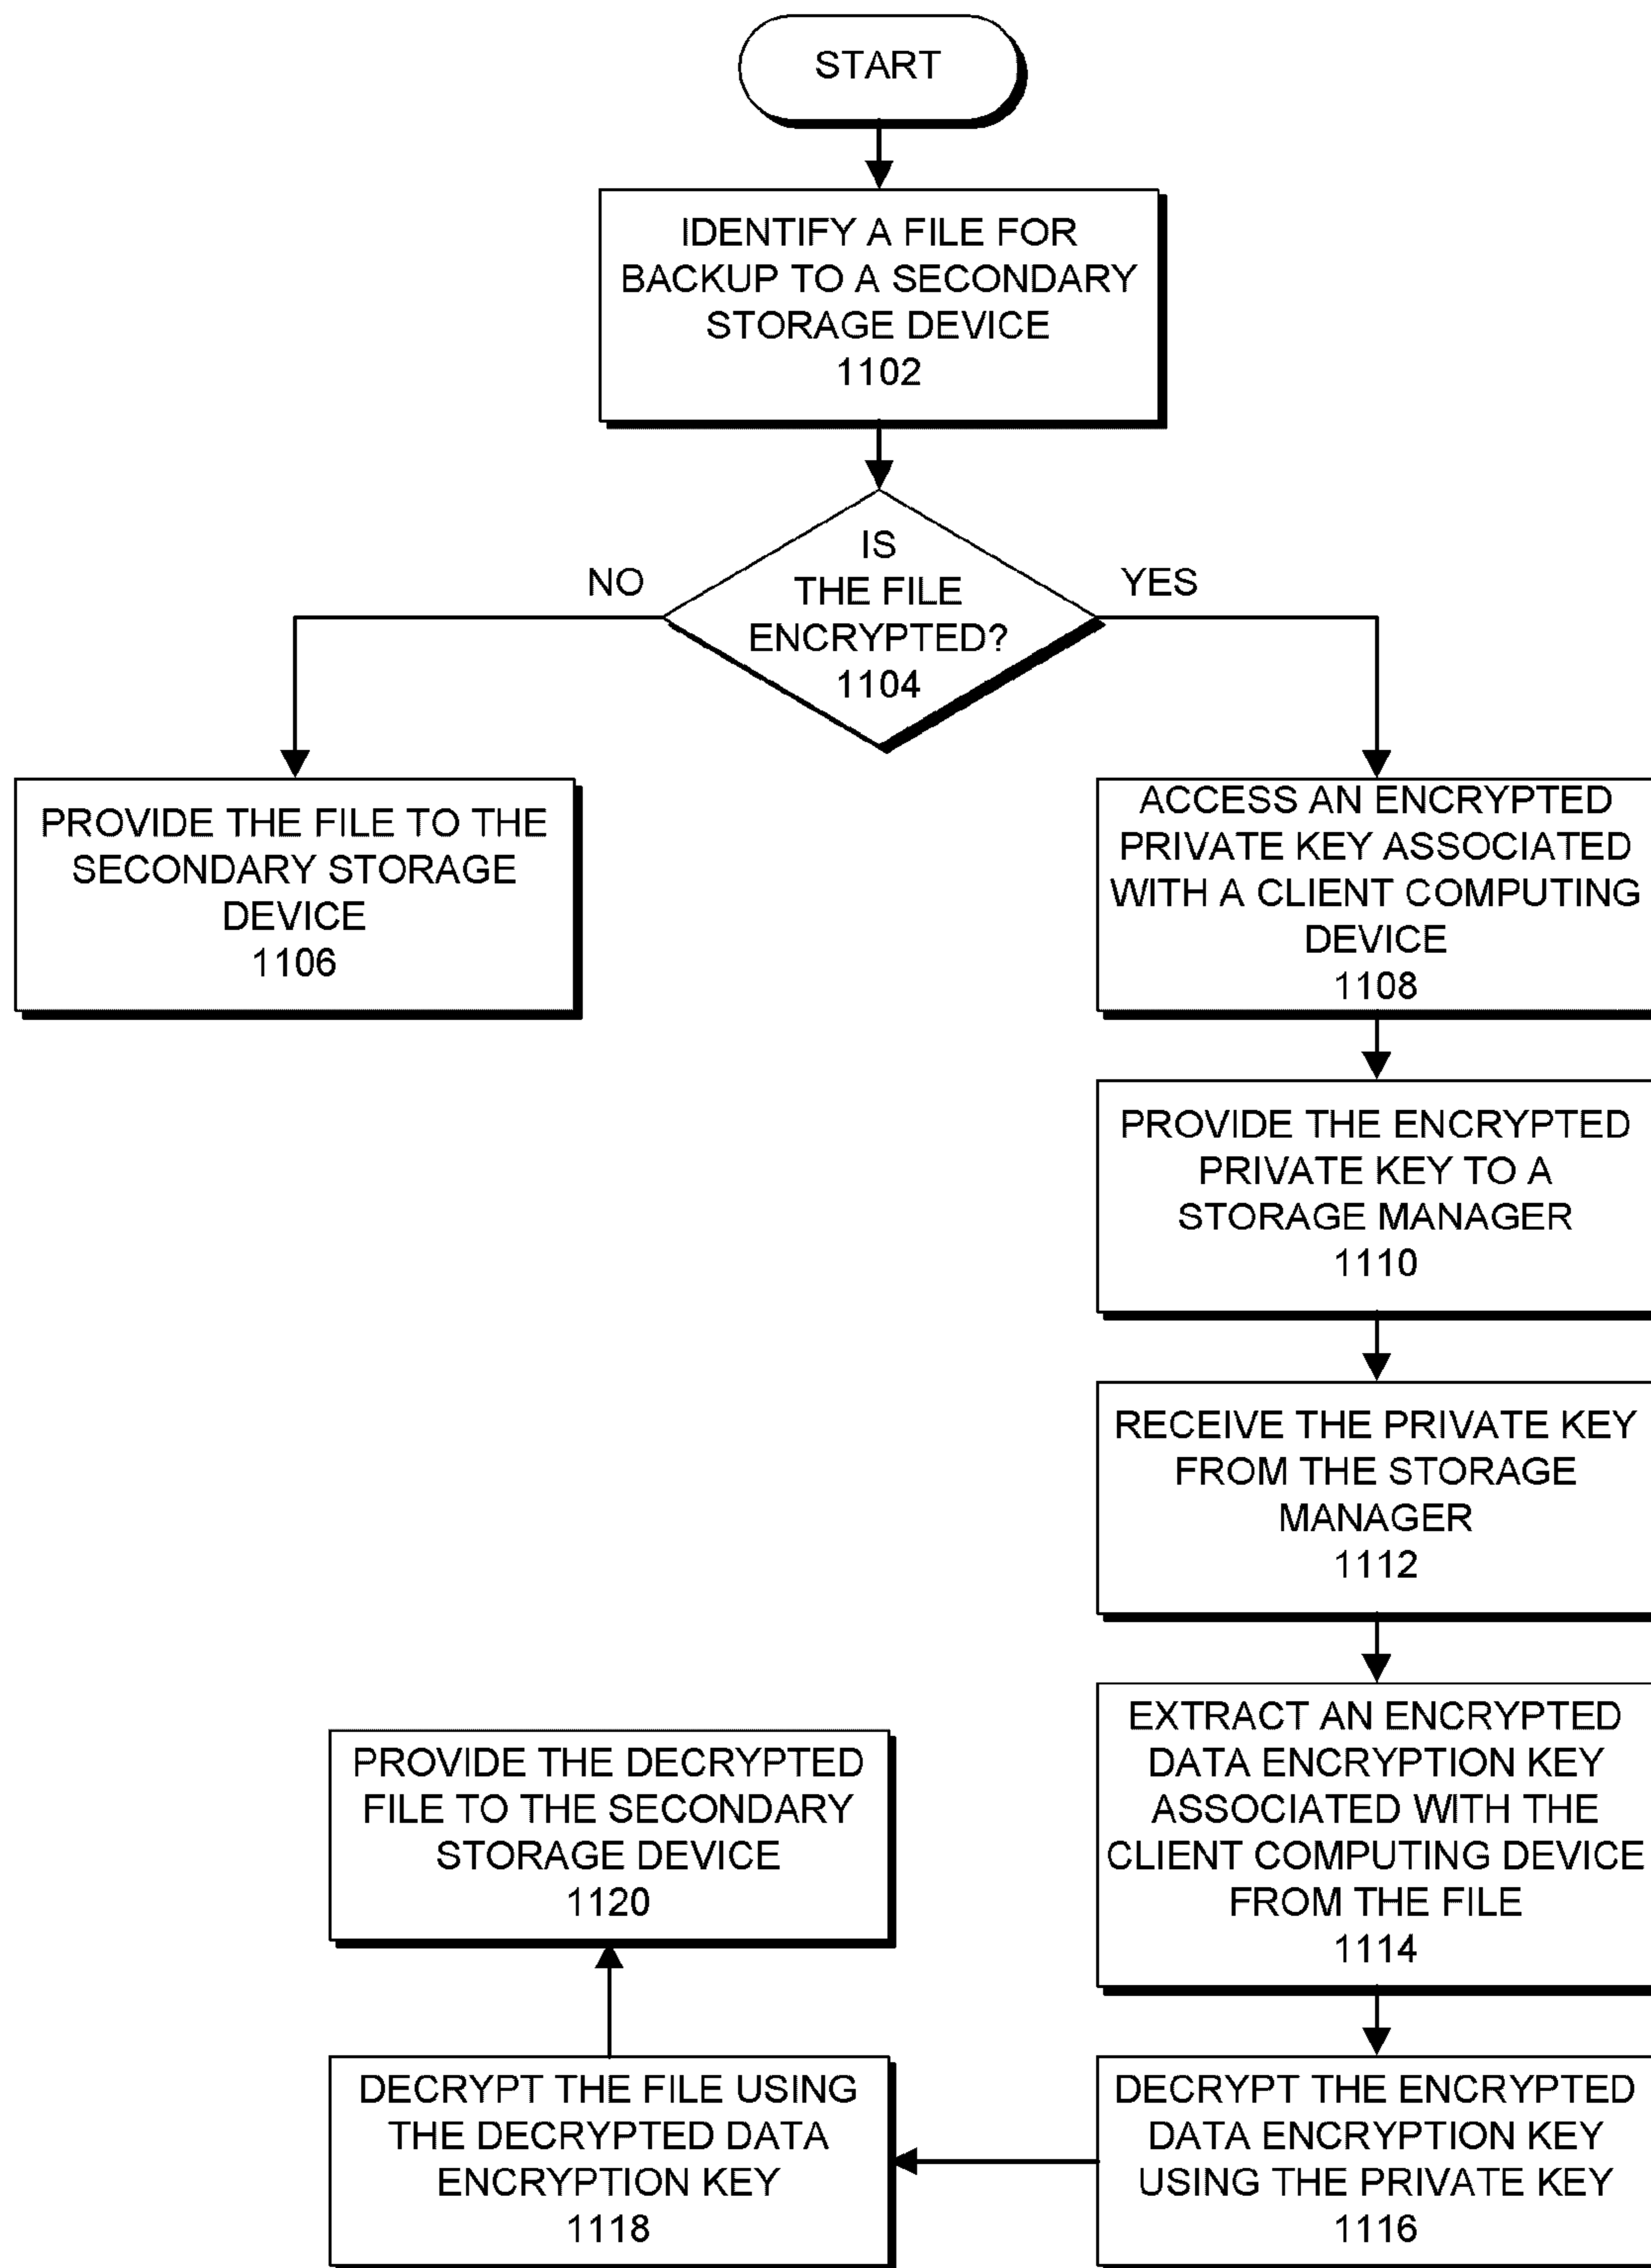 START
IDENTIFY A FILE FOR
BACKUP TO A SECONDARY
STORAGE DEVICE
1102
IS
THE FILE
ENCRYPTED?
1104
NO
YES
PROVIDE THE FILE TO THE
SECONDARY STORAGE
DEVICE
1106
ACCESS AN ENCRYPTED
PRIVATE KEY ASSOCIATED
WITH A CLIENT COMPUTING
DEVICE
1108
PROVIDE THE ENCRYPTED
PRIVATE KEY TO A
STORAGE MANAGER
1110
RECEIVE THE PRIVATE KEY
FROM THE STORAGE
MANAGER
1112
EXTRACT AN ENCRYPTED
DATA ENCRYPTION KEY
ASSOCIATED WITH THE
CLIENT COMPUTING DEVICE
FROM THE FILE
1114
DECRYPT THE ENCRYPTED
DATA ENCRYPTION KEY
USING THE PRIVATE KEY
1116
DECRYPT THE FILE USING
THE DECRYPTED DATA
ENCRYPTION KEY
1118
PROVIDE THE DECRYPTED
FILE TO THE SECONDARY
STORAGE DEVICE
1120